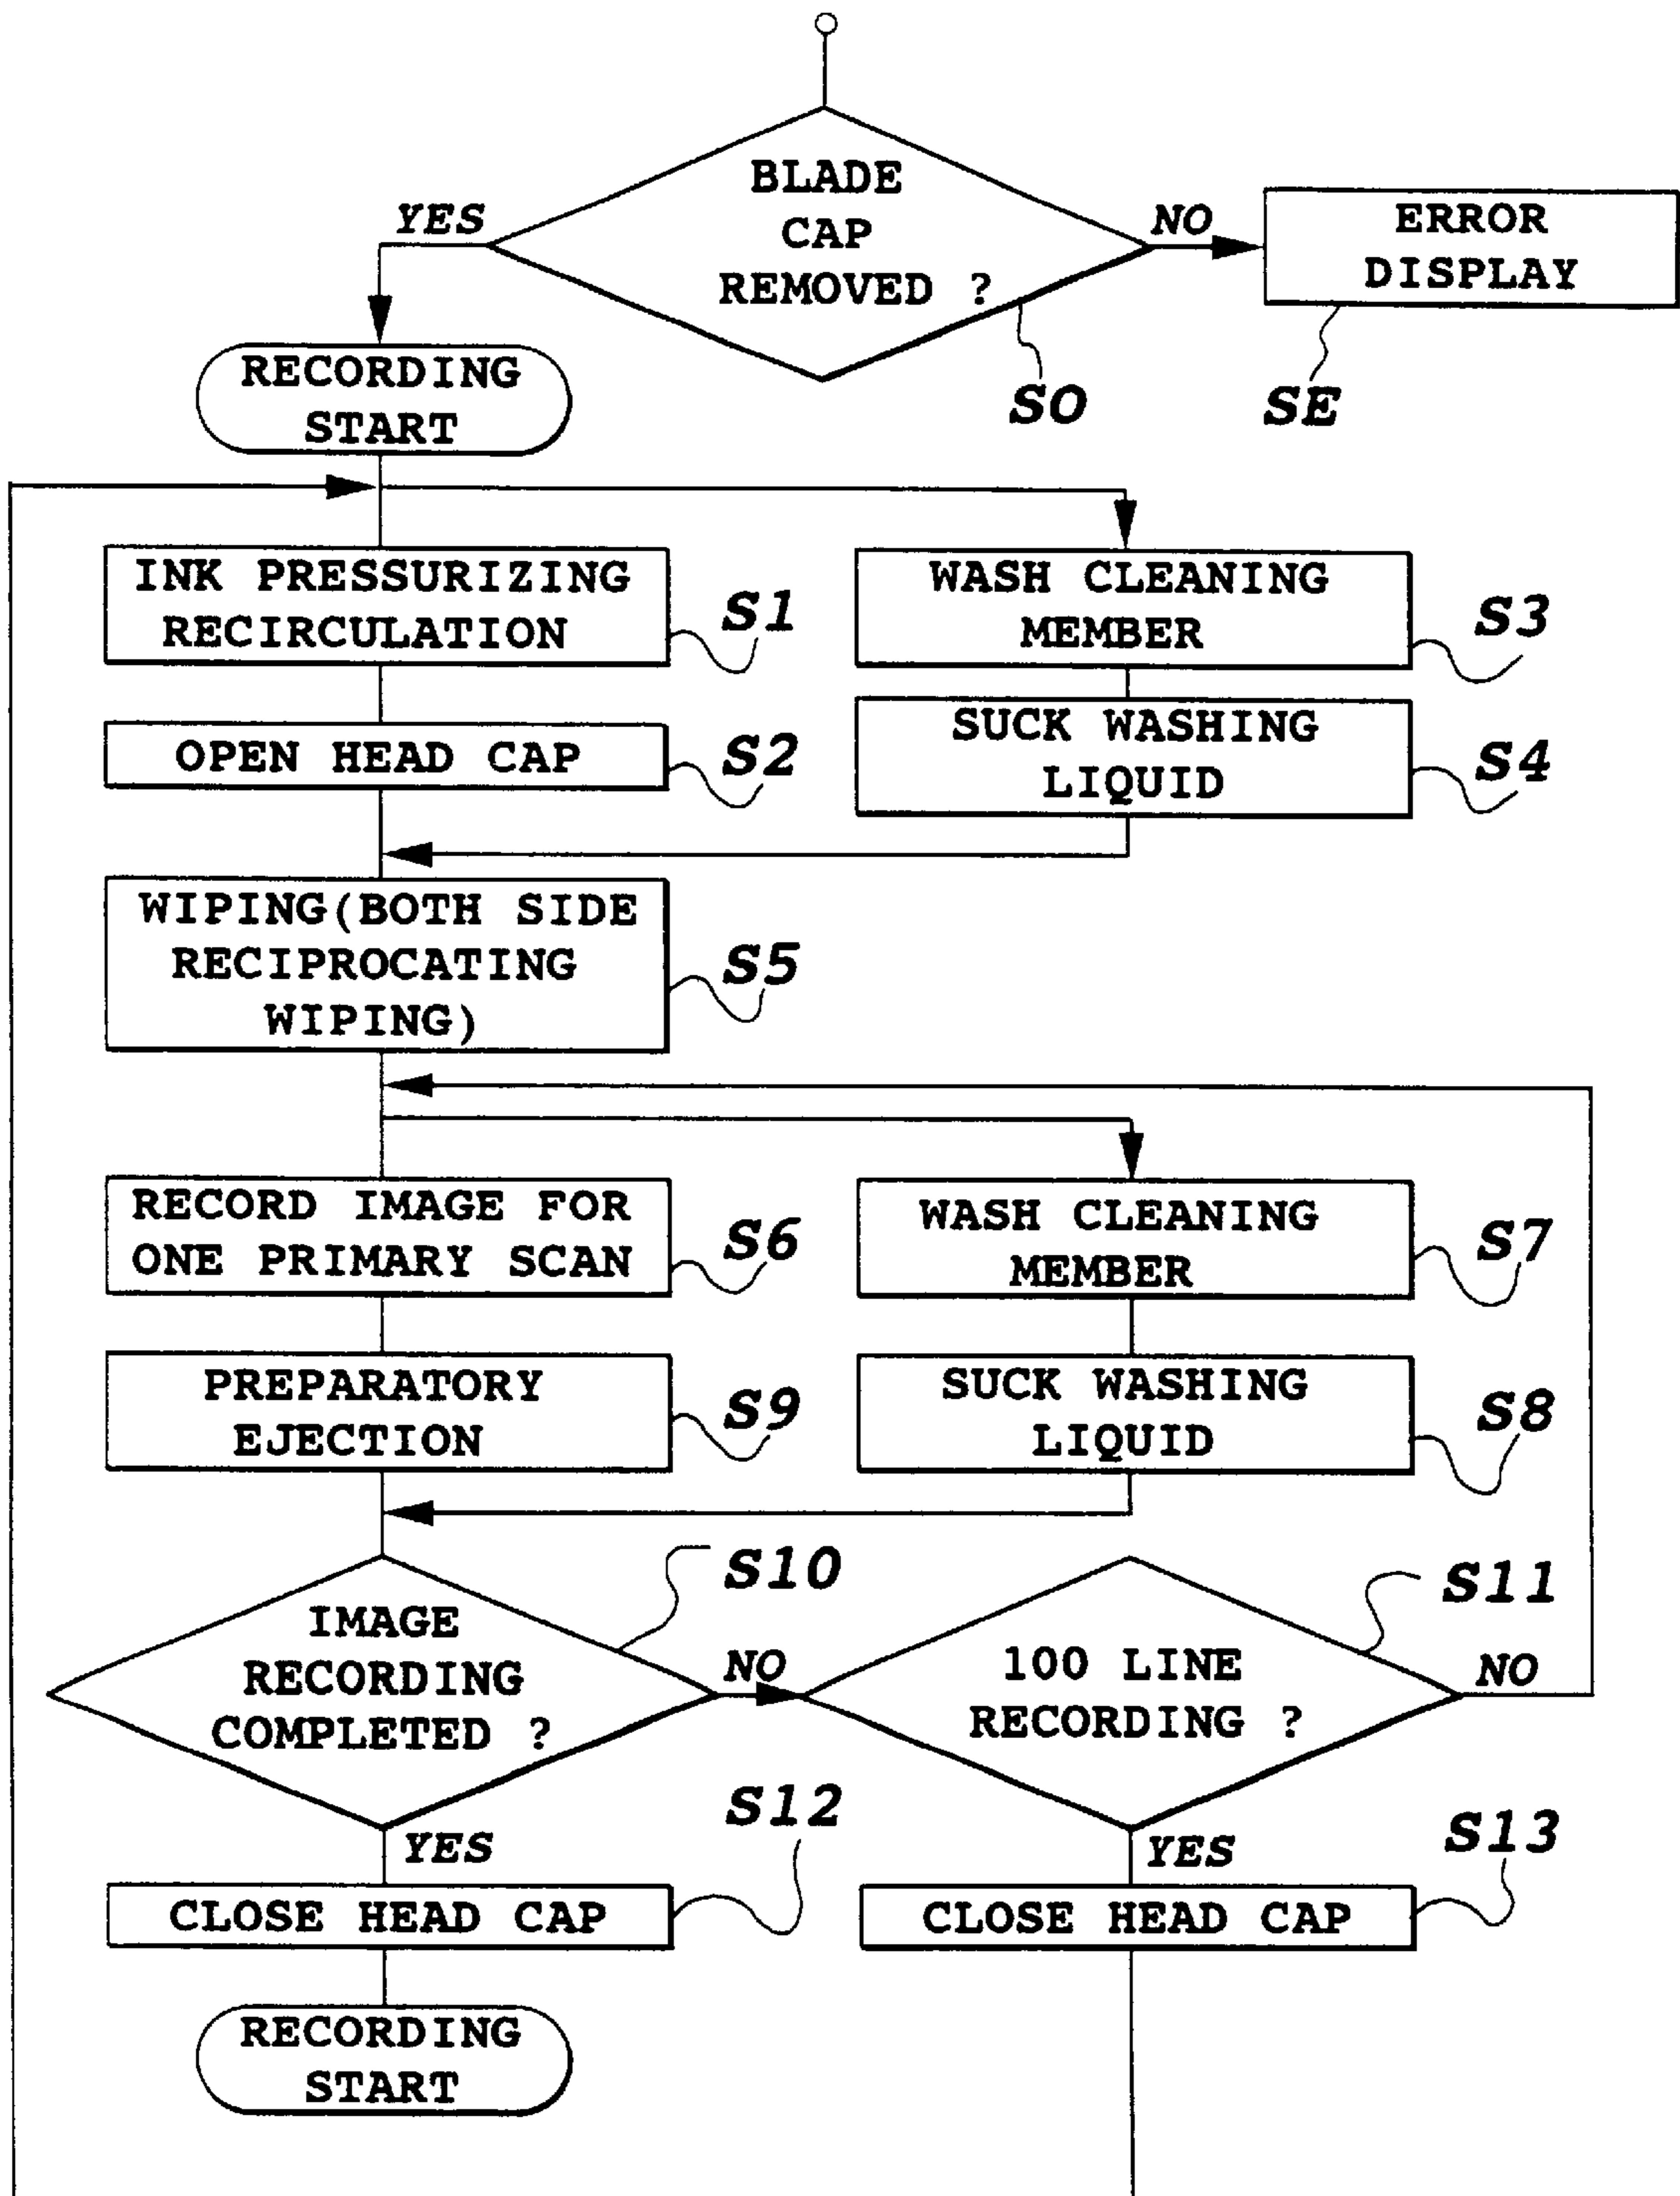 BLADE
CAP
REMOVED ?
YES
NO
ERROR
DISPLAY
SO
SE
RECORDING
START
INK PRESSURIZING
RECIRCULATION
S1
WASH CLEANING
MEMBER
S3
OPEN HEAD CAP
S2
SUCK WASHING
LIQUID
S4
WIPING(BOTH SIDE
RECIPROCATING
WIPING)
S5
RECORD IMAGE FOR
ONE PRIMARY SCAN
S6
WASH CLEANING
MEMBER
S7
PREPARATORY
EJECTION
S9
SUCK WASHING
LIQUID
S8
IMAGE
RECORDING
COMPLETED ?
S10
NO
100 LINE
RECORDING ?
S11
NO
YES
S12
YES
S13
CLOSE HEAD CAP
CLOSE HEAD CAP
RECORDING
START